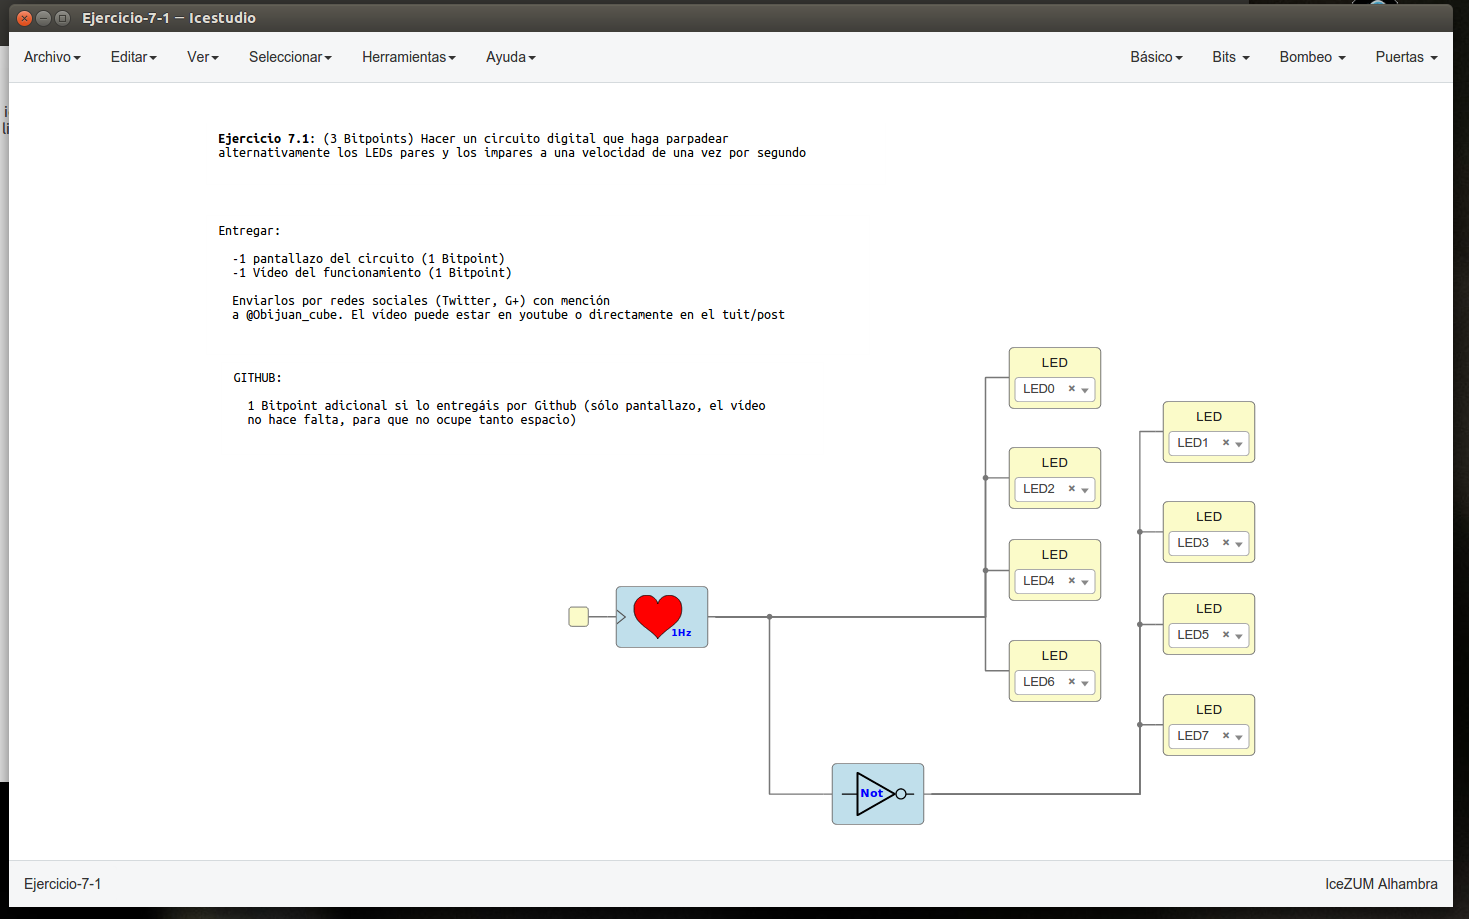 Ejercicio-7-1 – Icestudio
Archivo Editar Ver Seleccionar Herramientas Ayuda Básico Bits Bombeo Puertas
Ejercicio 7.1: (3 Bitpoints) Hacer un circuito digital que haga parpadear
alternativamente los LEDs pares y los impares a una velocidad de una vez por segundo
Entregar:
-1 pantallazo del circuito (1 Bitpoint)
-1 Vídeo del funcionamiento (1 Bitpoint)
Enviarlos por redes sociales (Twitter, G+) con mención
a @Obijuan_cube. El vídeo puede estar en youtube o directamente en el tuit/post
GITHUB:
1 Bitpoint adicional si lo entregáis por Github (sólo pantallazo, el vídeo
no hace falta, para que no ocupe tanto espacio)
LED
LED0
LED
LED1
LED
LED2
LED
LED3
LED
LED4
LED
LED5
1Hz
LED
LED6
LED
LED7
Not
Ejercicio-7-1
IceZUM Alhambra